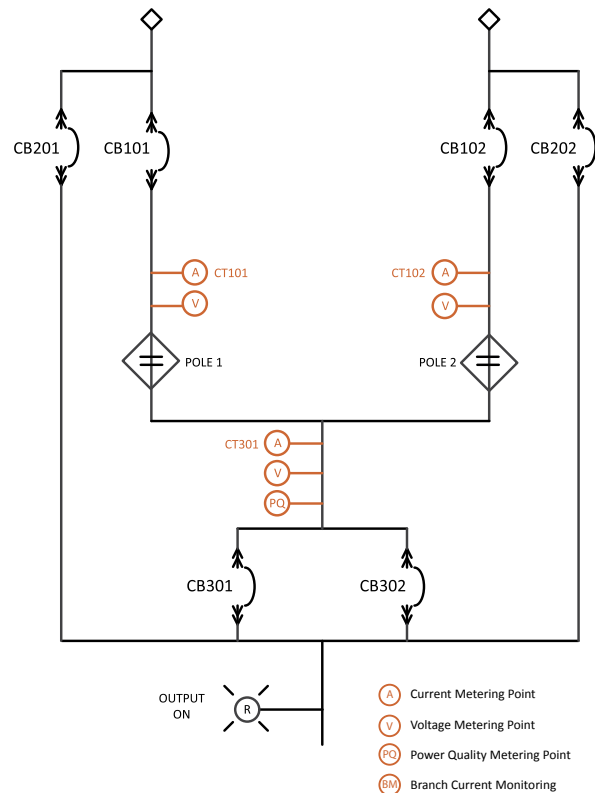 CB201
CB101
CB102
CB202
A
CT101
CT102
A
V
V
POLE 1
POLE 2
CT301
A
V
PQ
CB301
CB302
OUTPUT
ON
R
A Current Metering Point
V Voltage Metering Point
PQ Power Quality Metering Point
BM Branch Current Monitoring